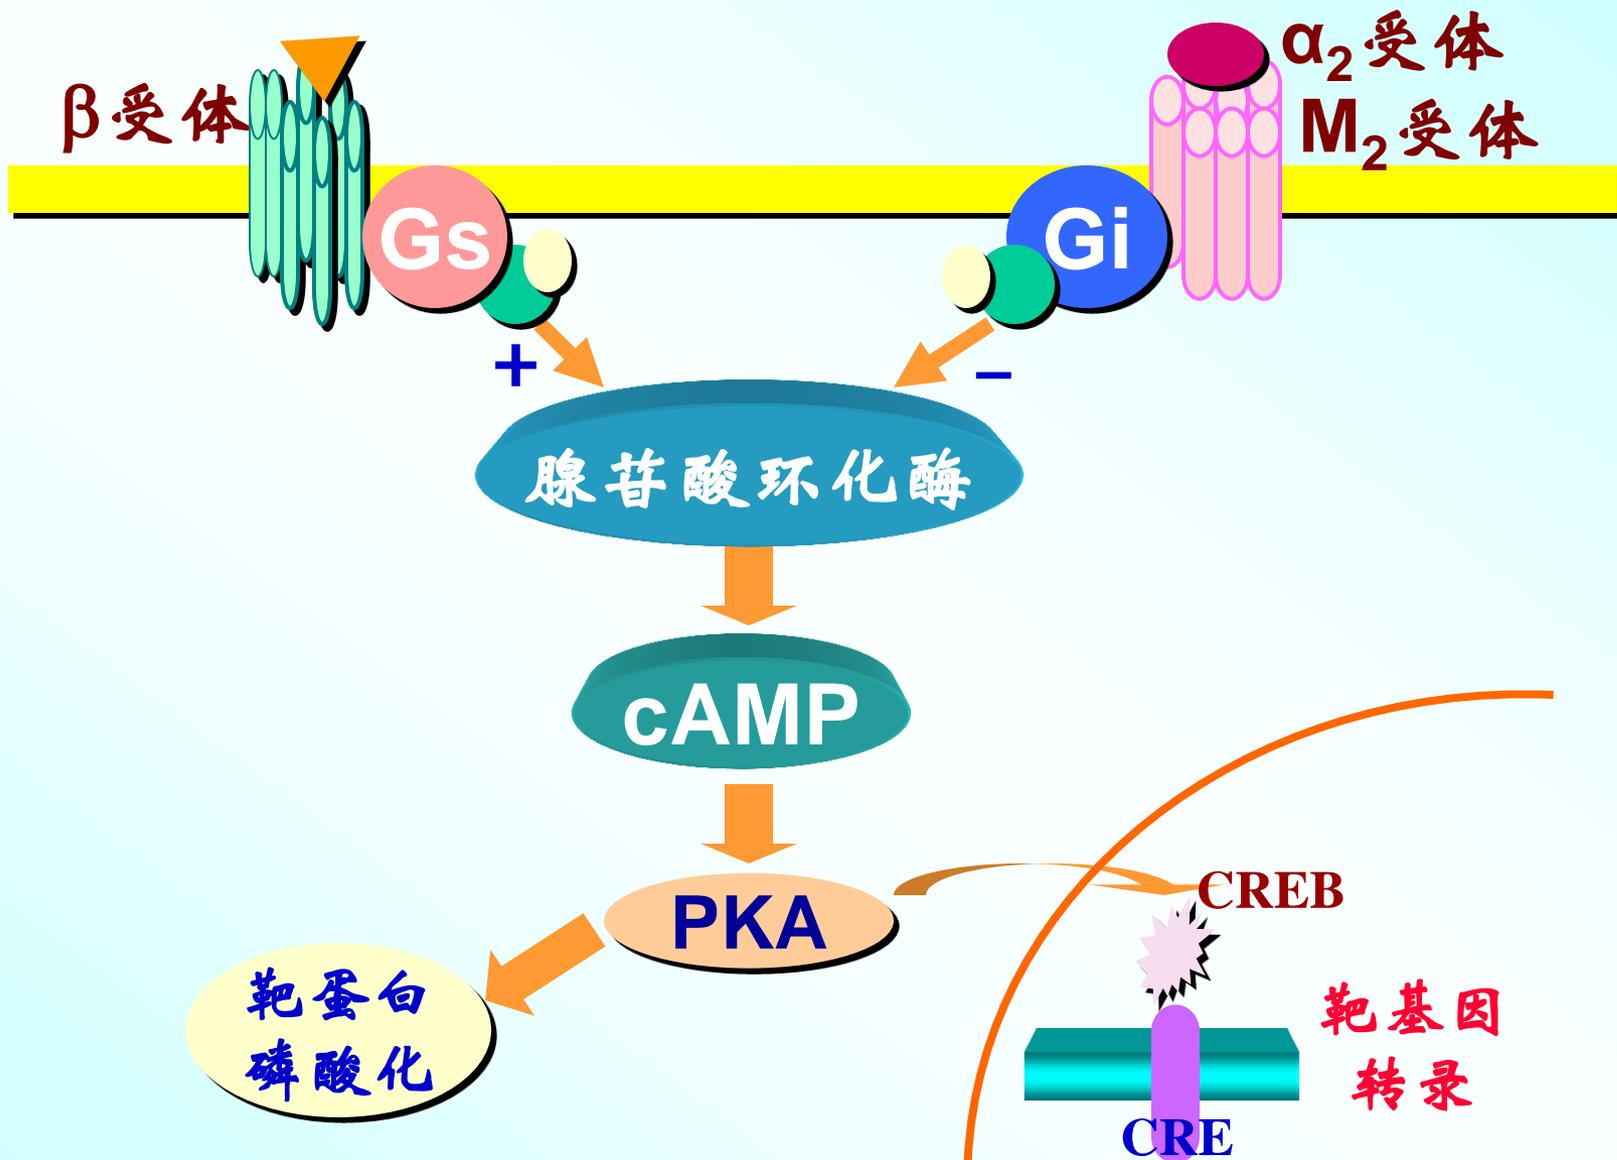 β受体
α₂受体
M₂受体
Gs
Gi
+
−
腺苷酸环化酶
cAMP
PKA
CREB
靶蛋白
磷酸化
靶基因
转录
CRE